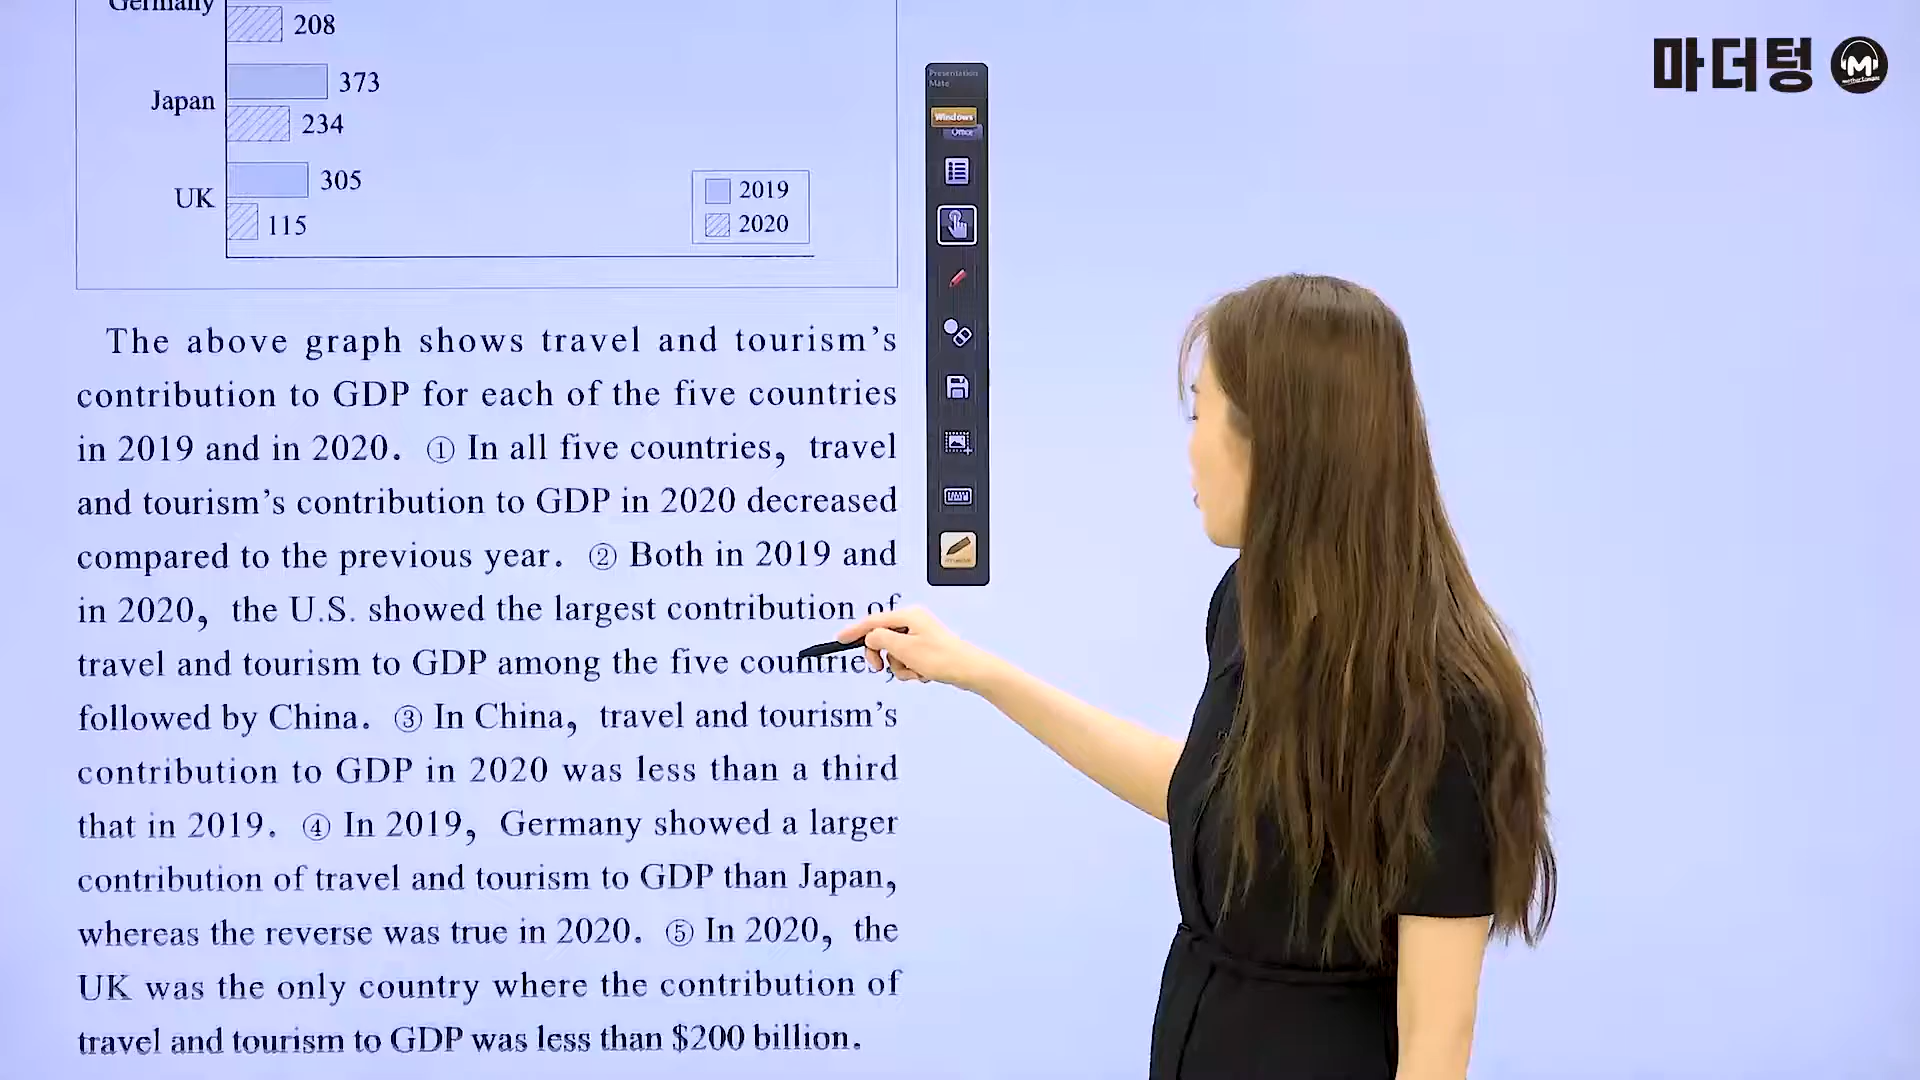 Germany
208
373
Japan
234
305
UK
115
2019
2020
마더텅
M
Presentation
Mate
Windows
Office
The above graph shows travel and tourism’s
contribution to GDP for each of the five countries
in 2019 and in 2020. ① In all five countries, travel
and tourism’s contribution to GDP in 2020 decreased
compared to the previous year. ② Both in 2019 and
in 2020, the U.S. showed the largest contribution of
travel and tourism to GDP among the five countries,
followed by China. ③ In China, travel and tourism’s
contribution to GDP in 2020 was less than a third
that in 2019. ④ In 2019, Germany showed a larger
contribution of travel and tourism to GDP than Japan,
whereas the reverse was true in 2020. ⑤ In 2020, the
UK was the only country where the contribution of
travel and tourism to GDP was less than $200 billion.